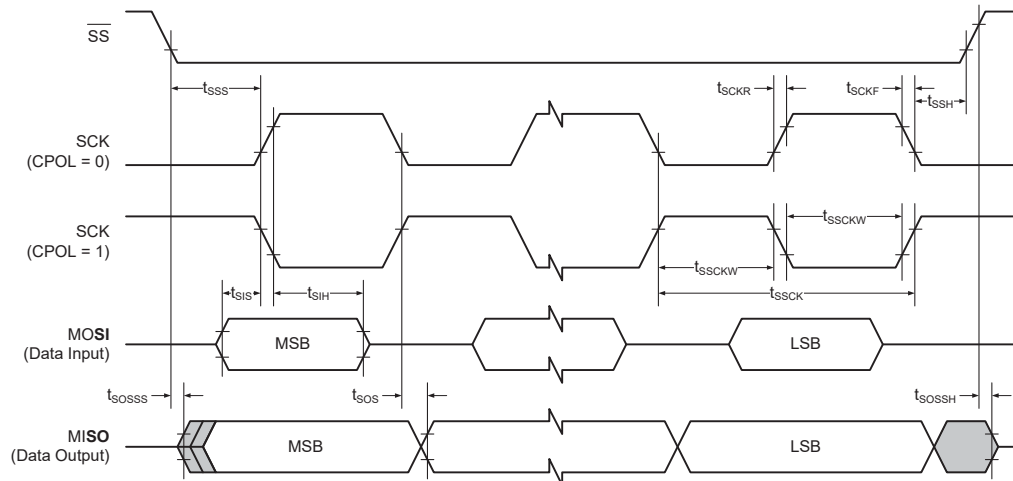 SS
tSSS
tSCKR
tSCKF
tSSH
SCK
(CPOL = 0)
SCK
(CPOL = 1)
tSSCKW
tSSCKW
tSSCK
tSIS
tSIH
MOSI
(Data Input)
MSB
LSB
tSOSSS
tSOS
tSOSSH
MISO
(Data Output)
MSB
LSB